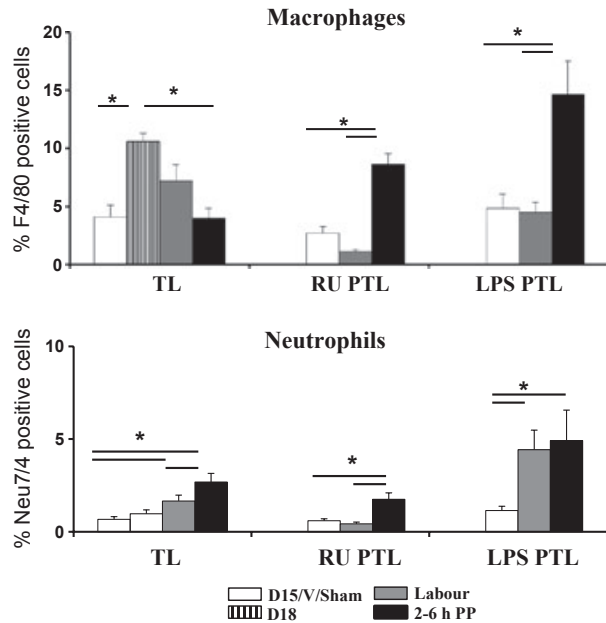 Macrophages
% F4/80 positive cells
20
15
10
5
0
* *
*
*
TL RU PTL LPS PTL
Neutrophils
% Neu7/4 positive cells
10
5
0
*
*
*
TL RU PTL LPS PTL
D15/V/Sham Labour
D18 2-6 h PP